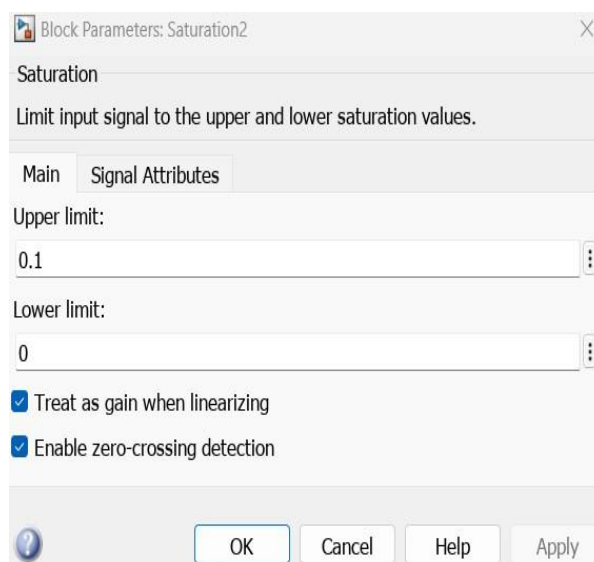 Block Parameters: Saturation2
Saturation
Limit input signal to the upper and lower saturation values.
Main Signal Attributes
Upper limit:
0.1
Lower limit:
0
Treat as gain when linearizing
Enable zero-crossing detection
OK Cancel Help Apply